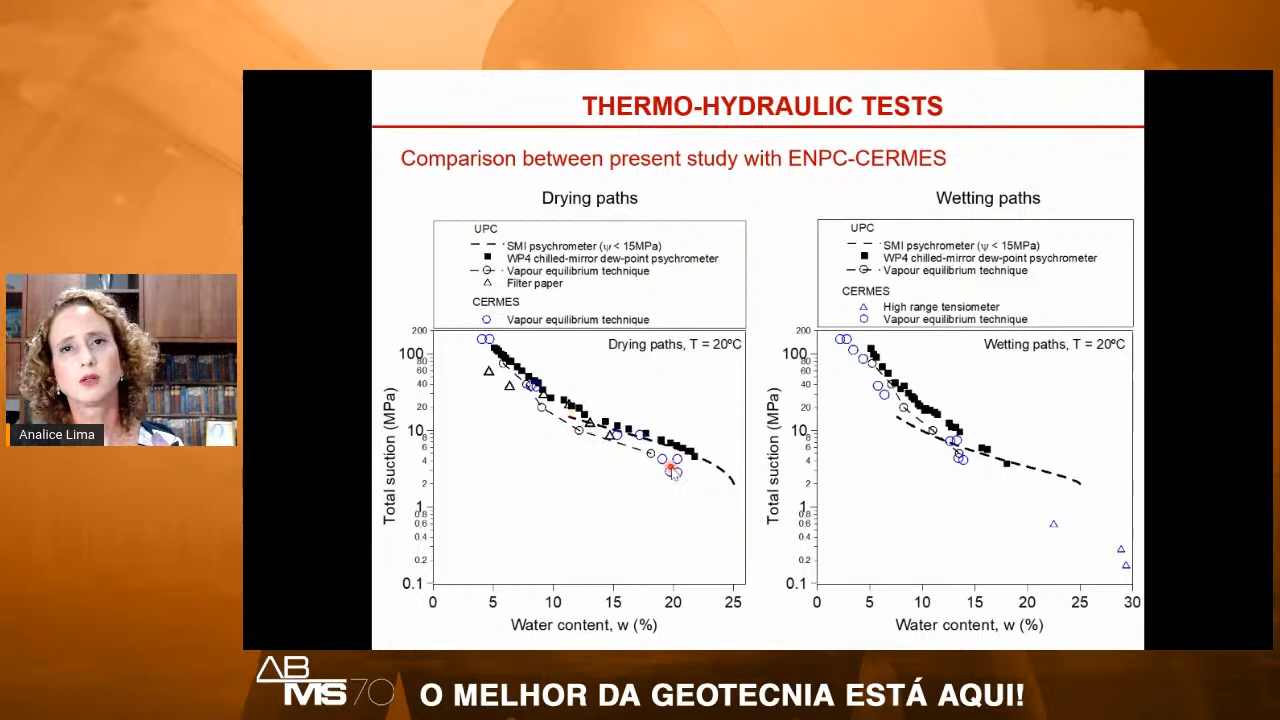 THERMO-HYDRAULIC TESTS
Comparison between present study with ENPC-CERMES
Drying paths
UPC
SMI psychrometer (ψ < 15MPa)
WP4 chilled-mirror dew-point psychrometer
Vapour equilibrium technique
Filter paper
CERMES
Vapour equilibrium technique
Drying paths, T = 20ºC
Total suction (MPa)
200
100
80
60
40
20
10
8
6
4
2
1
0.8
0.6
0.4
0.2
0.1
0 5 10 15 20 25
Water content, w (%)
Wetting paths
UPC
SMI psychrometer (ψ < 15MPa)
WP4 chilled-mirror dew-point psychrometer
Vapour equilibrium technique
CERMES
High range tensiometer
Vapour equilibrium technique
Wetting paths, T = 20ºC
Total suction (MPa)
200
100
80
60
40
20
10
8
6
4
2
1
0.8
0.6
0.4
0.2
0.1
0 5 10 15 20 25 30
Water content, w (%)
Analice Lima
ABMS70
O MELHOR DA GEOTECNIA ESTÁ AQUI!